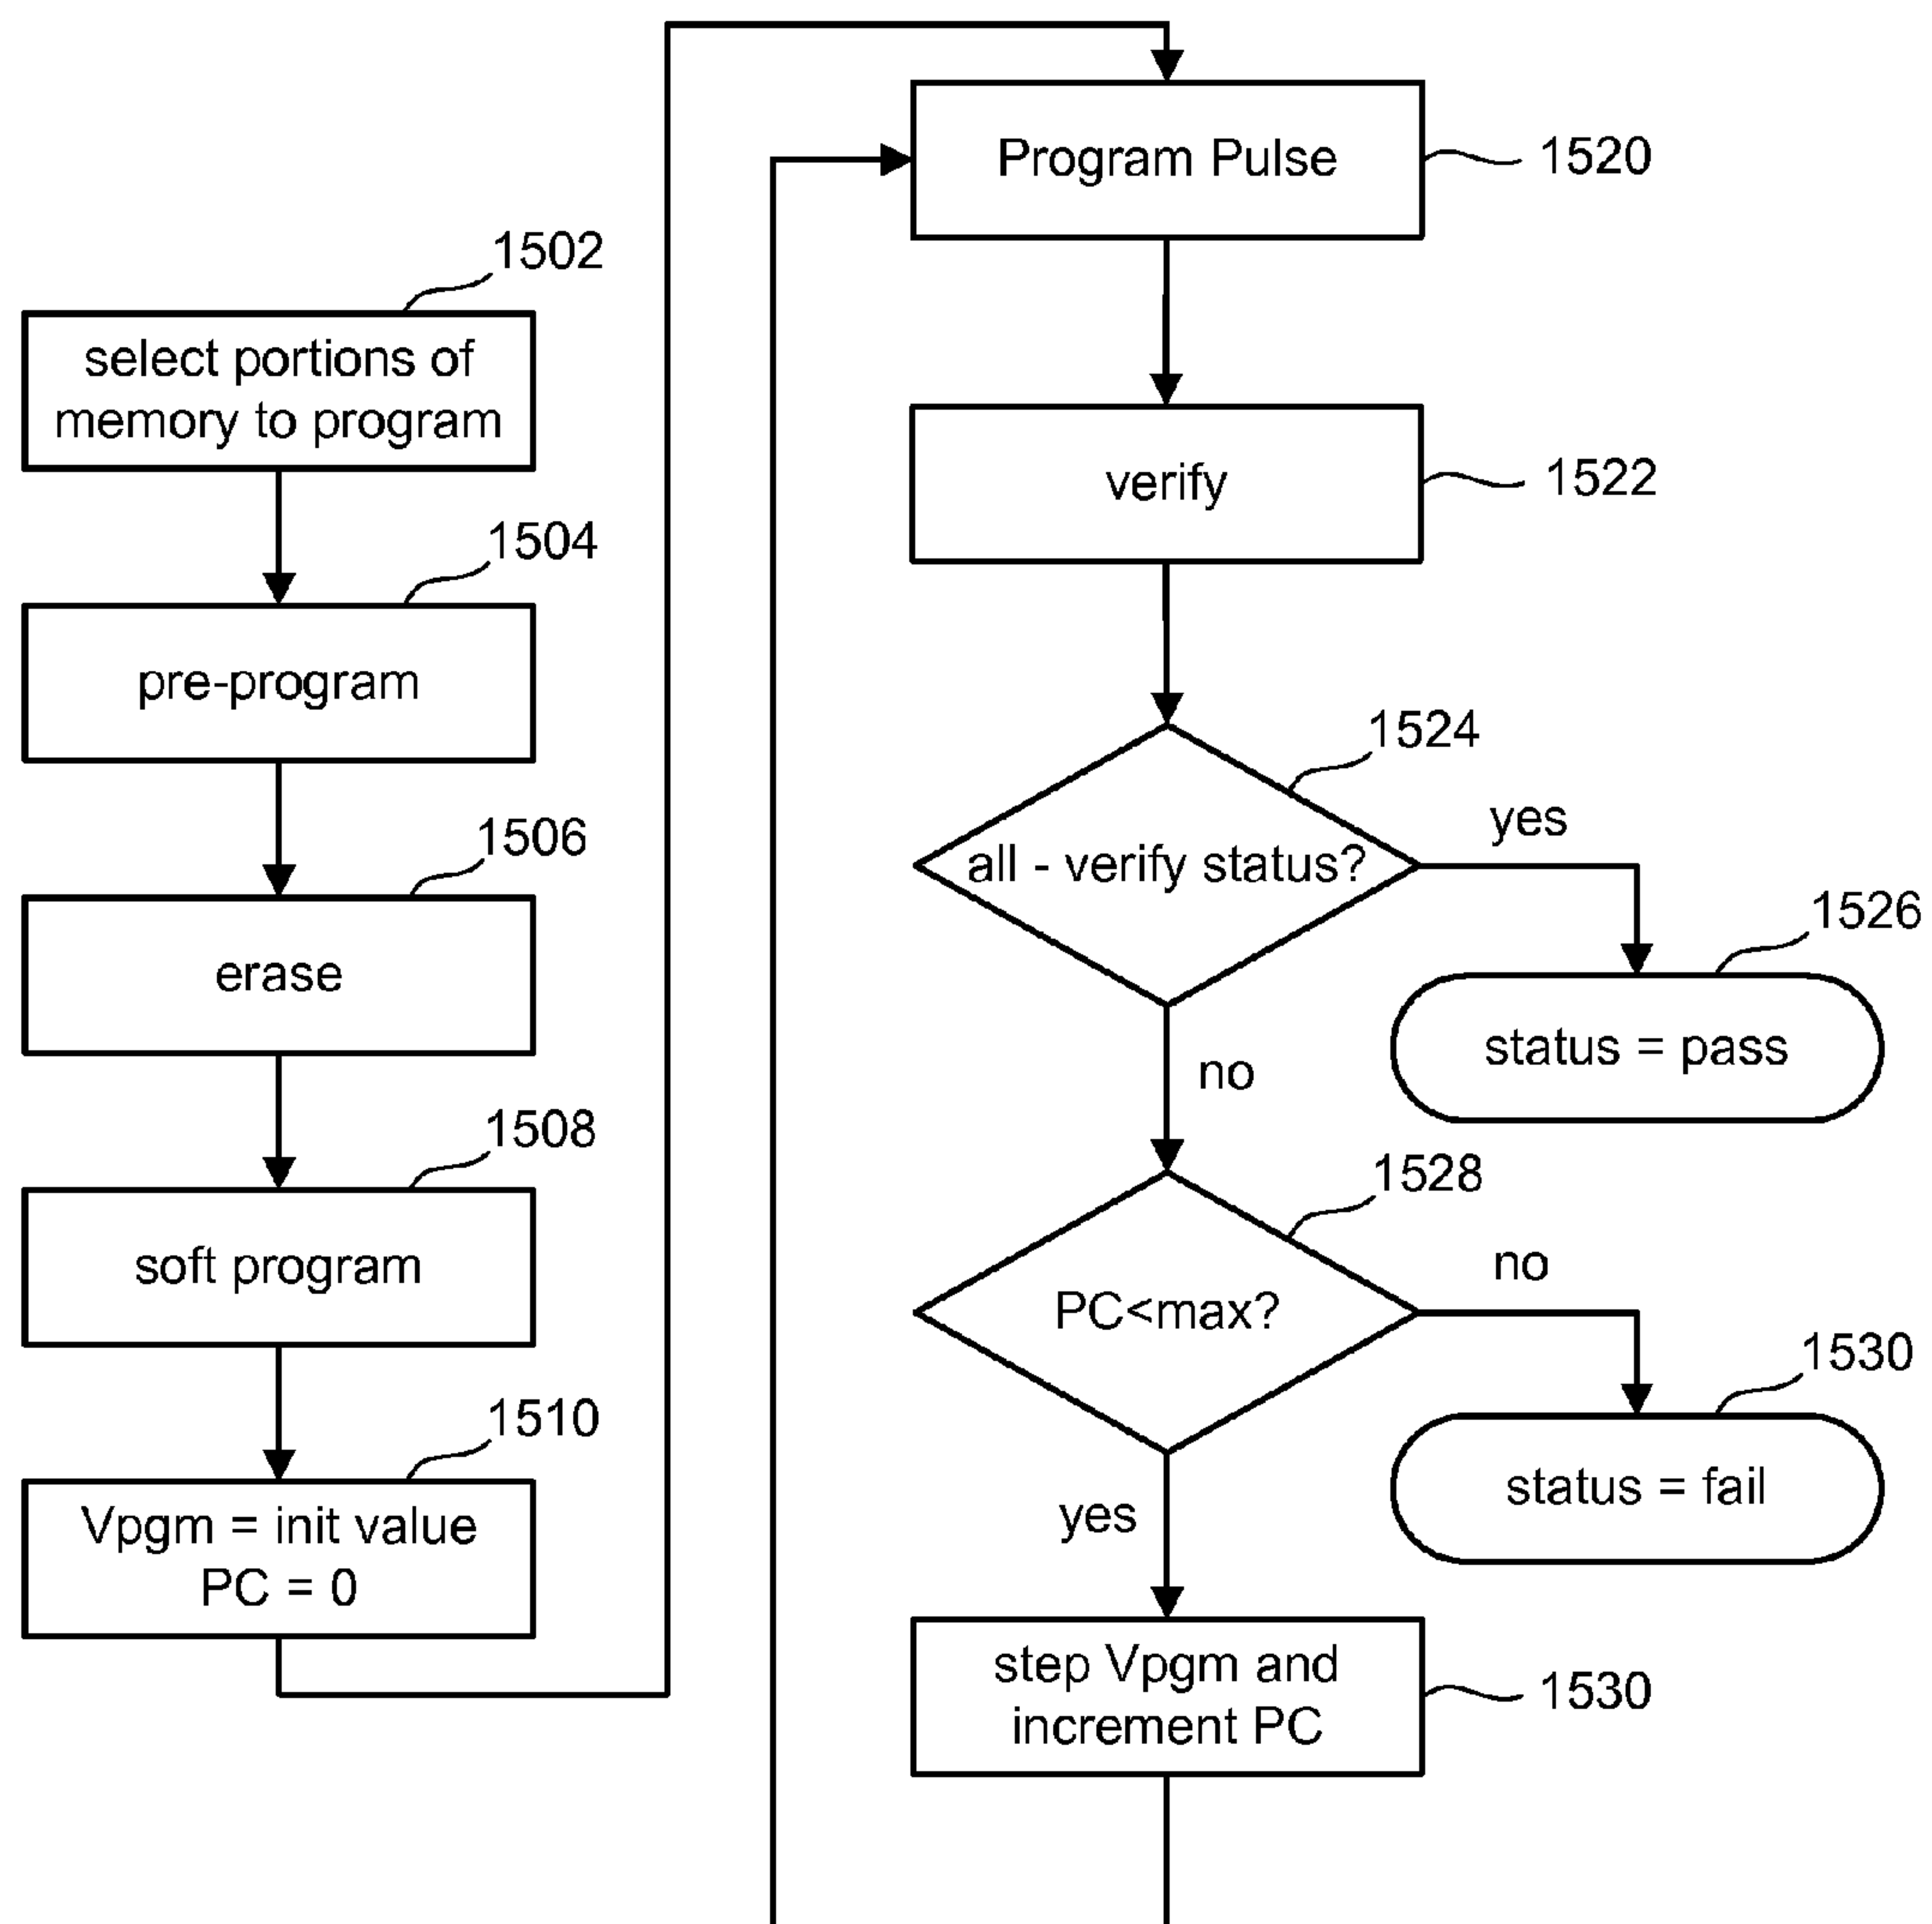 1502
select portions of
memory to program
1504
pre-program
1506
erase
1508
soft program
1510
Vpgm = init value
PC = 0
Program Pulse
1520
verify
1522
1524
all - verify status?
yes
1526
status = pass
no
1528
PC<max?
no
1530
status = fail
yes
step Vpgm and
increment PC
1530